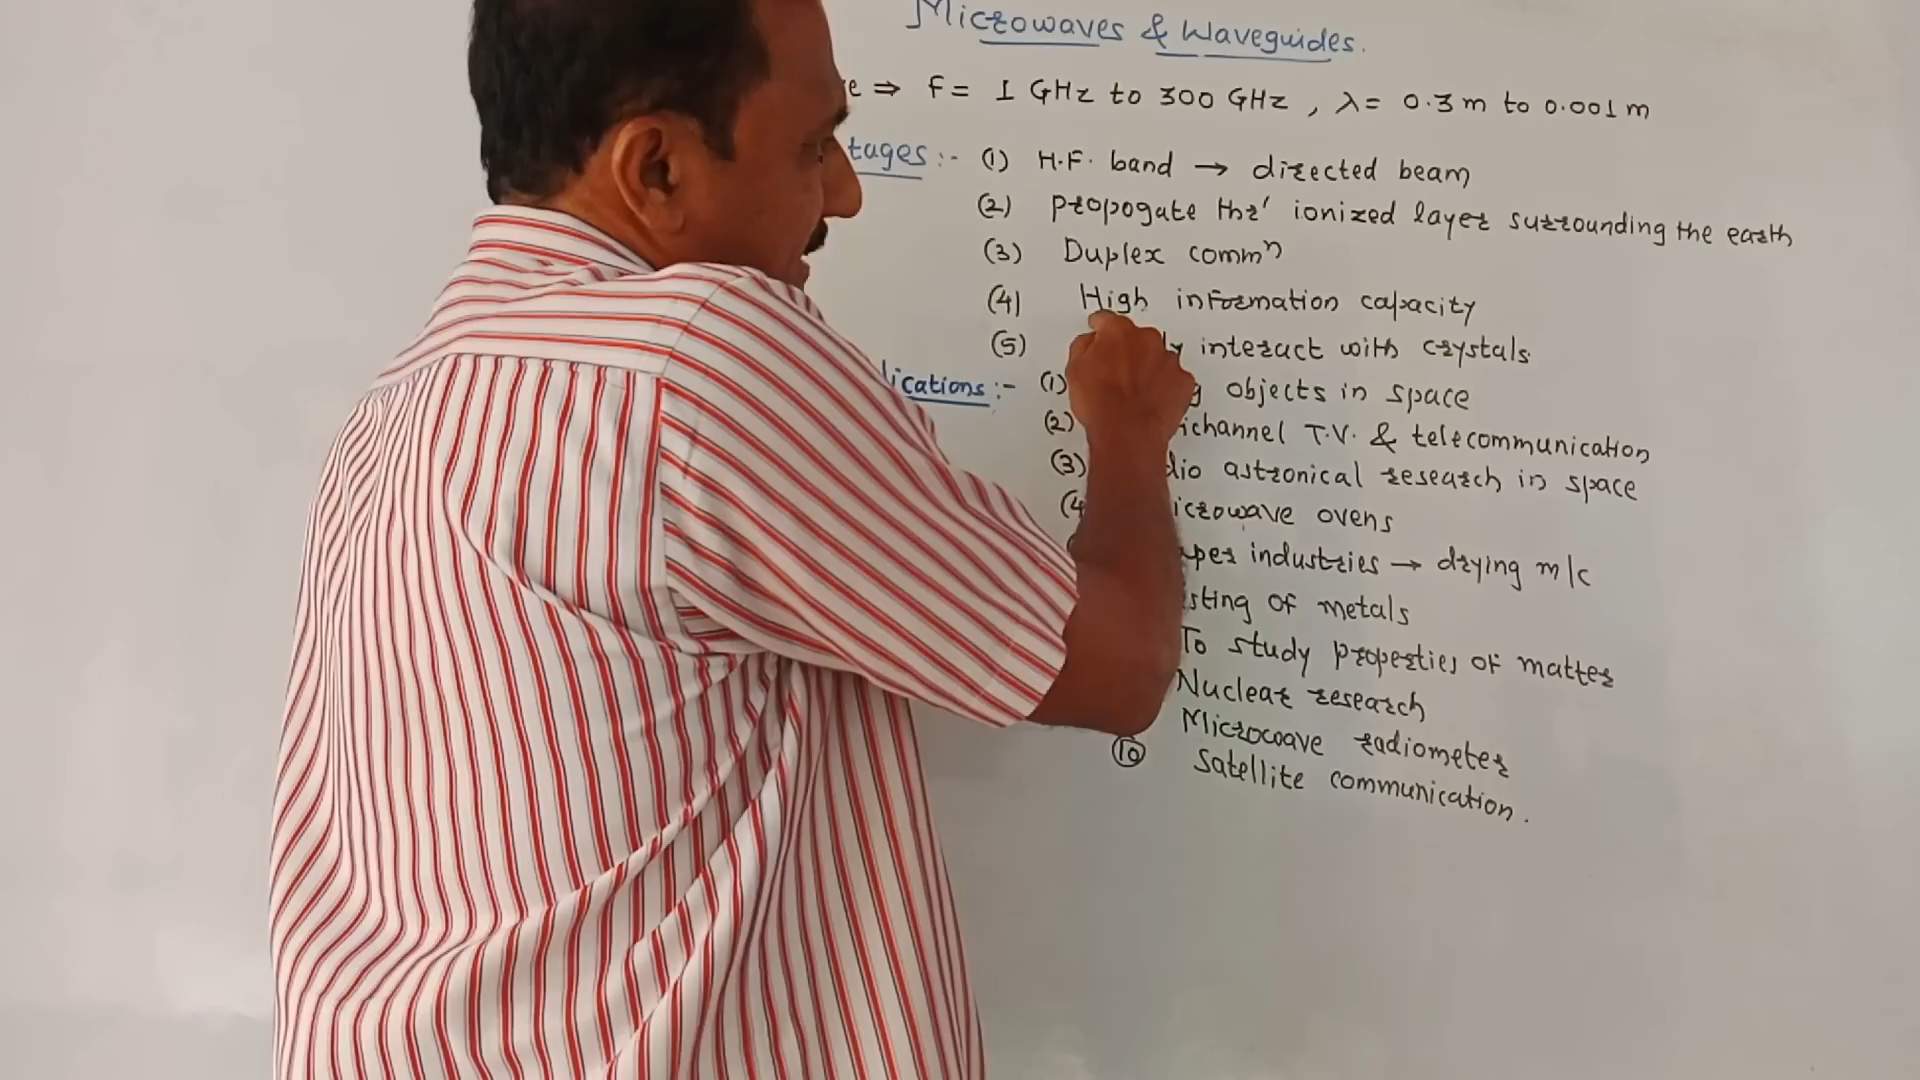 Microwaves & Waveguides.
⇒ f = 1 GHz to 300 GHz , λ = 0.3 m to 0.001 m
tages :- (1) H.F. band → directed beam
(2) propogate thr' ionized layer surrounding the earth
(3) Duplex commⁿ
(4) High information capacity
(5) interact with crystals
lications :- (1) objects in space
(2) ichannel T.V. & telecommunication
(3) dio astronical research in space
(4 icrowave ovens
aper industries → drying m/c
sting of metals
To study properties of matter
Nuclear research
Microwave radiometer
10 Satellite communication.